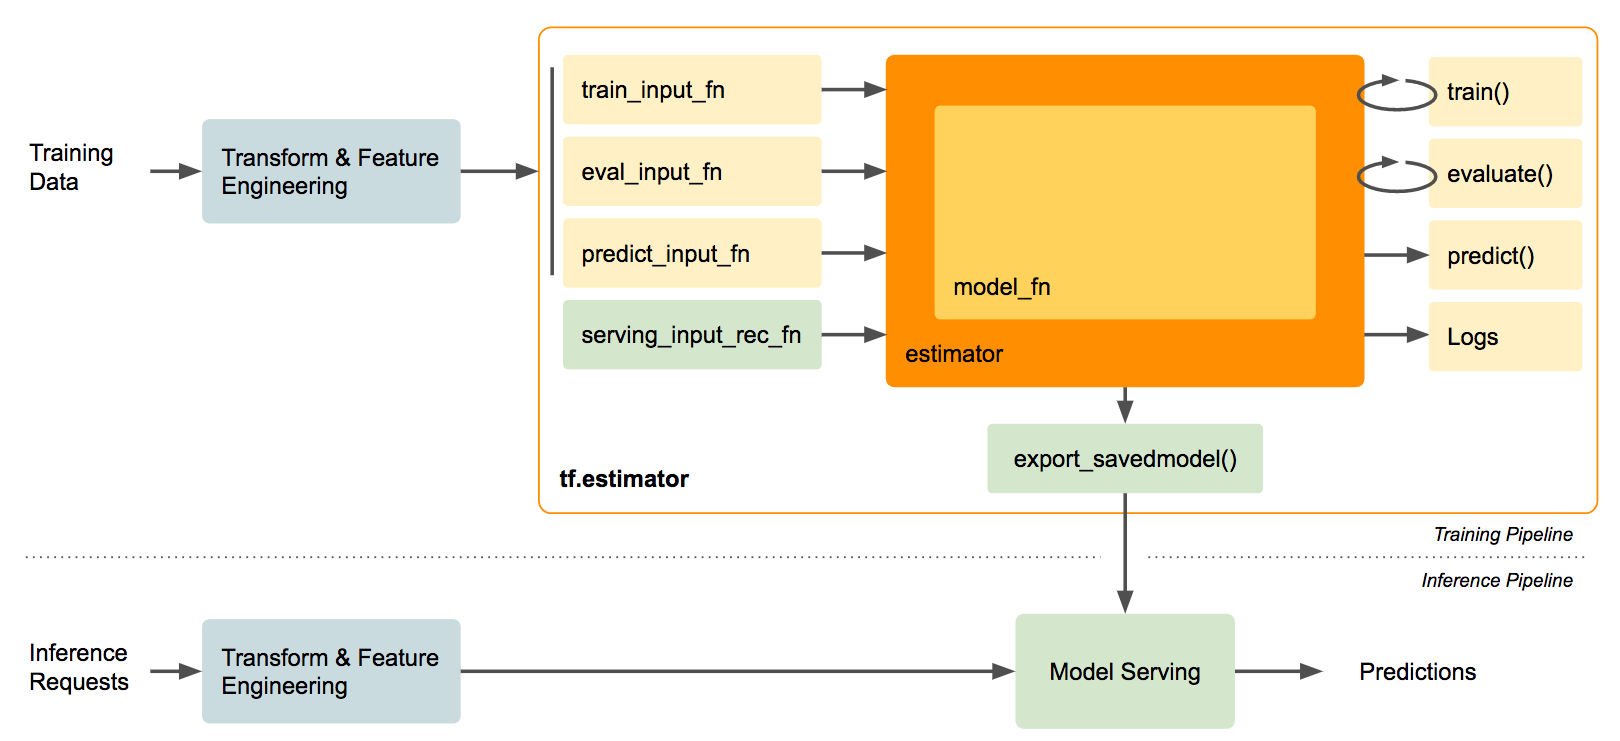 Training
Data
Transform & Feature
Engineering
train_input_fn
eval_input_fn
predict_input_fn
serving_input_rec_fn
model_fn
estimator
train()
evaluate()
predict()
Logs
export_savedmodel()
tf.estimator
Training Pipeline
Inference Pipeline
Inference
Requests
Transform & Feature
Engineering
Model Serving
Predictions